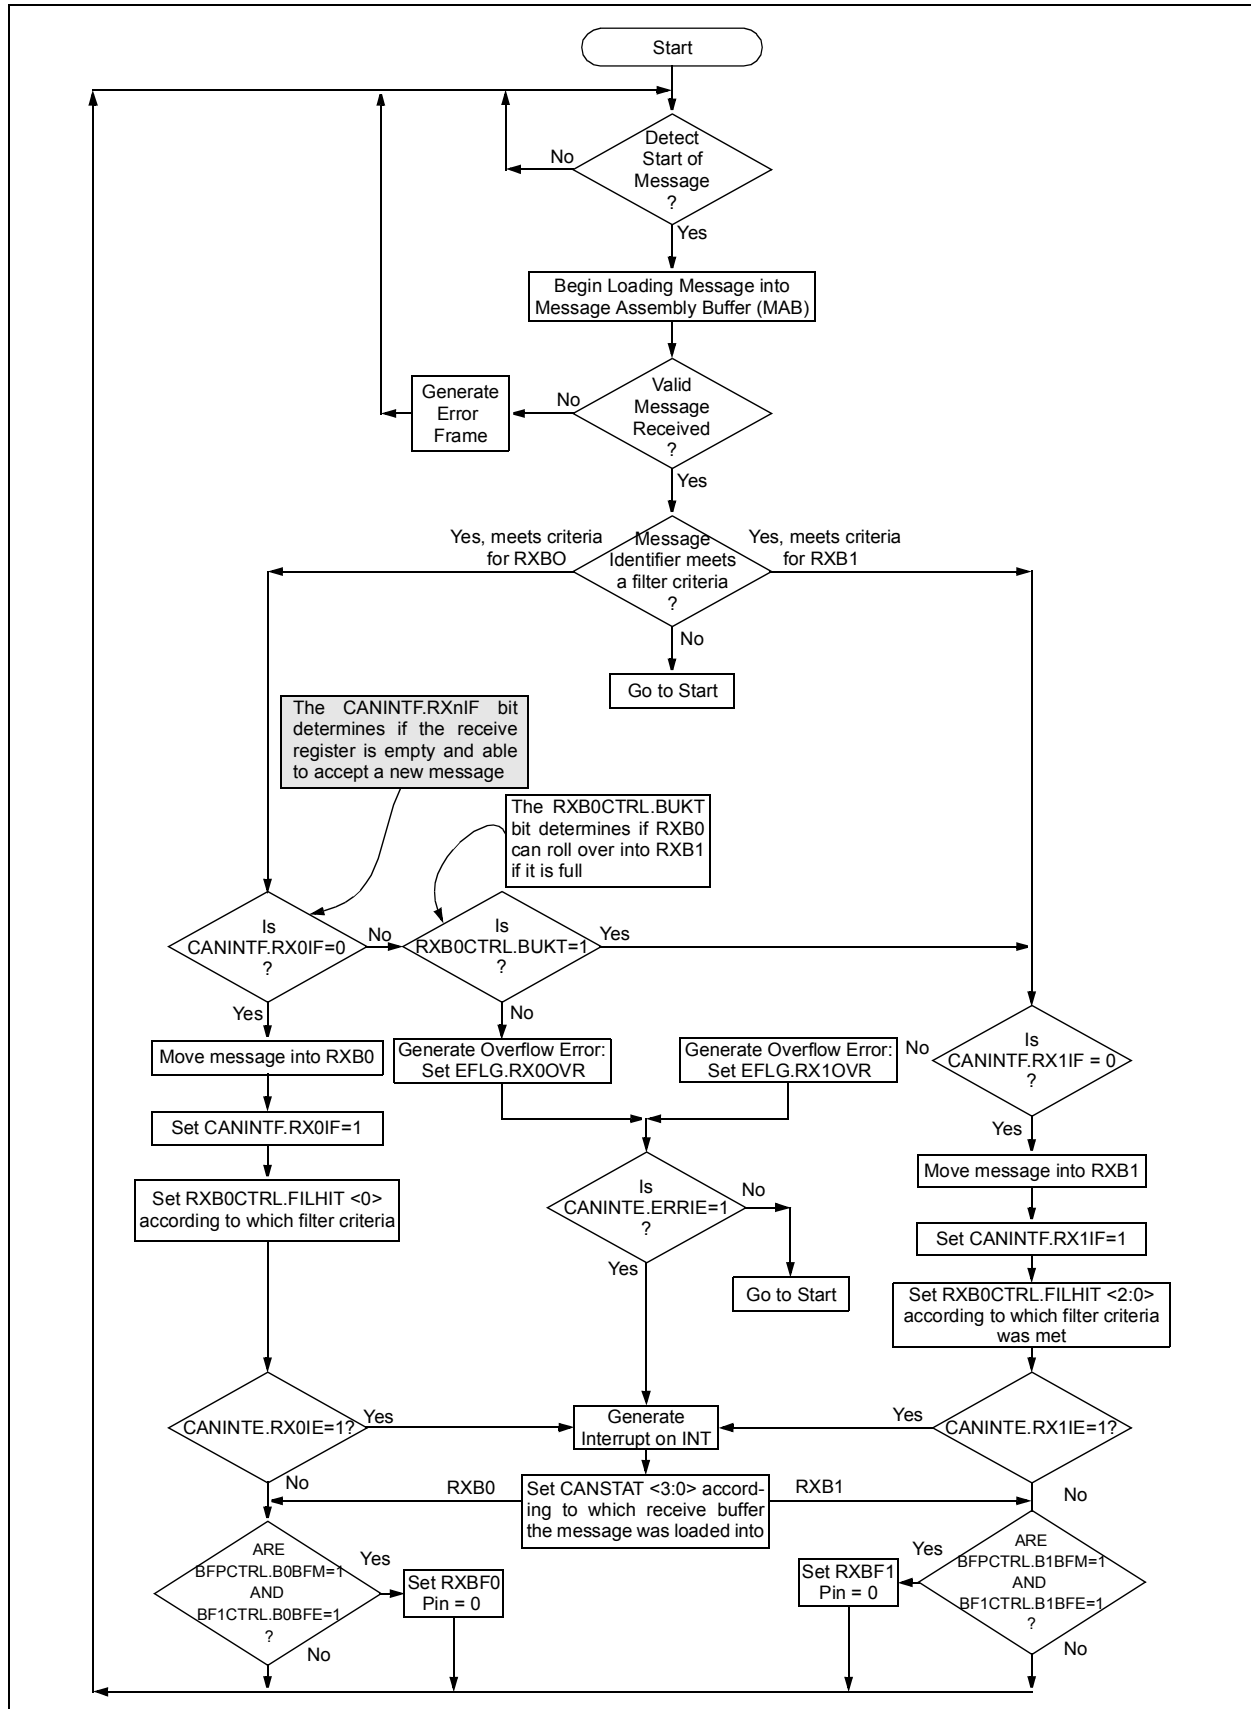 Start
Detect
Start of
Message
?
No
Yes
Begin Loading Message into
Message Assembly Buffer (MAB)
Valid
Message
Received
?
No
Generate
Error
Frame
Yes
Message
Identifier meets
a filter criteria
?
Yes, meets criteria
for RXBO
Yes, meets criteria
for RXB1
No
Go to Start
The CANINTF.RXnIF bit
determines if the receive
register is empty and able
to accept a new message
The RXB0CTRL.BUKT
bit determines if RXB0
can roll over into RXB1
if it is full
Is
CANINTF.RX0IF=0
?
No
Is
RXB0CTRL.BUKT=1
?
Yes
Yes
No
Move message into RXB0
Generate Overflow Error:
Set EFLG.RX0OVR
Generate Overflow Error:
Set EFLG.RX1OVR
No
Is
CANINTF.RX1IF = 0
?
Set CANINTF.RX0IF=1
Yes
Set RXB0CTRL.FILHIT <0>
according to which filter criteria
Is
CANINTE.ERRIE=1
?
No
Yes
Go to Start
Move message into RXB1
Set CANINTF.RX1IF=1
Set RXB0CTRL.FILHIT <2:0>
according to which filter criteria
was met
CANINTE.RX0IE=1?
Yes
Generate
Interrupt on INT
Yes
CANINTE.RX1IE=1?
No
RXB0
Set CANSTAT <3:0> accord-
ing to which receive buffer
the message was loaded into
RXB1
No
ARE
BFPCTRL.B0BFM=1
AND
BF1CTRL.B0BFE=1
?
Yes
Set RXBF0
Pin = 0
No
Set RXBF1
Pin = 0
Yes
ARE
BFPCTRL.B1BFM=1
AND
BF1CTRL.B1BFE=1
?
No